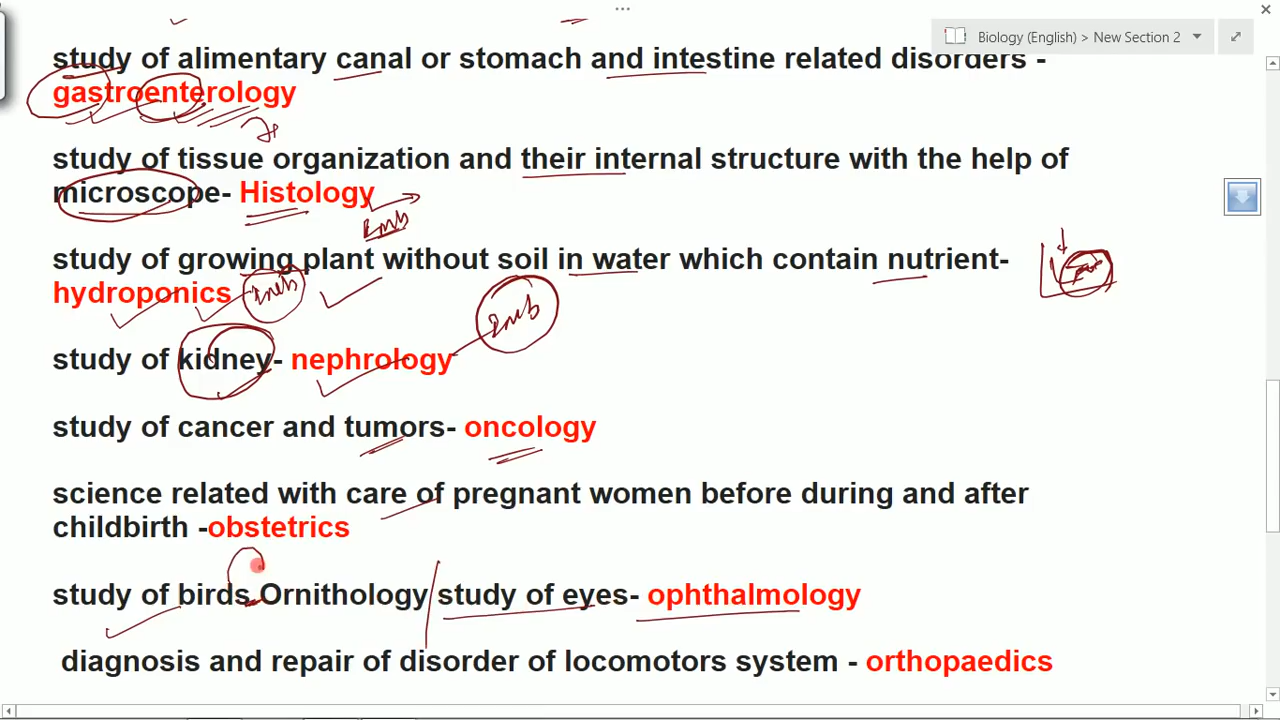 Biology (English) > New Section 2
study of alimentary canal or stomach and intestine related disorders -
gastroenterology
study of tissue organization and their internal structure with the help of
microscope- Histology
study of growing plant without soil in water which contain nutrient-
hydroponics
study of kidney- nephrology
study of cancer and tumors- oncology
science related with care of pregnant women before during and after
childbirth -obstetrics
study of birds Ornithology study of eyes- ophthalmology
diagnosis and repair of disorder of locomotors system - orthopaedics